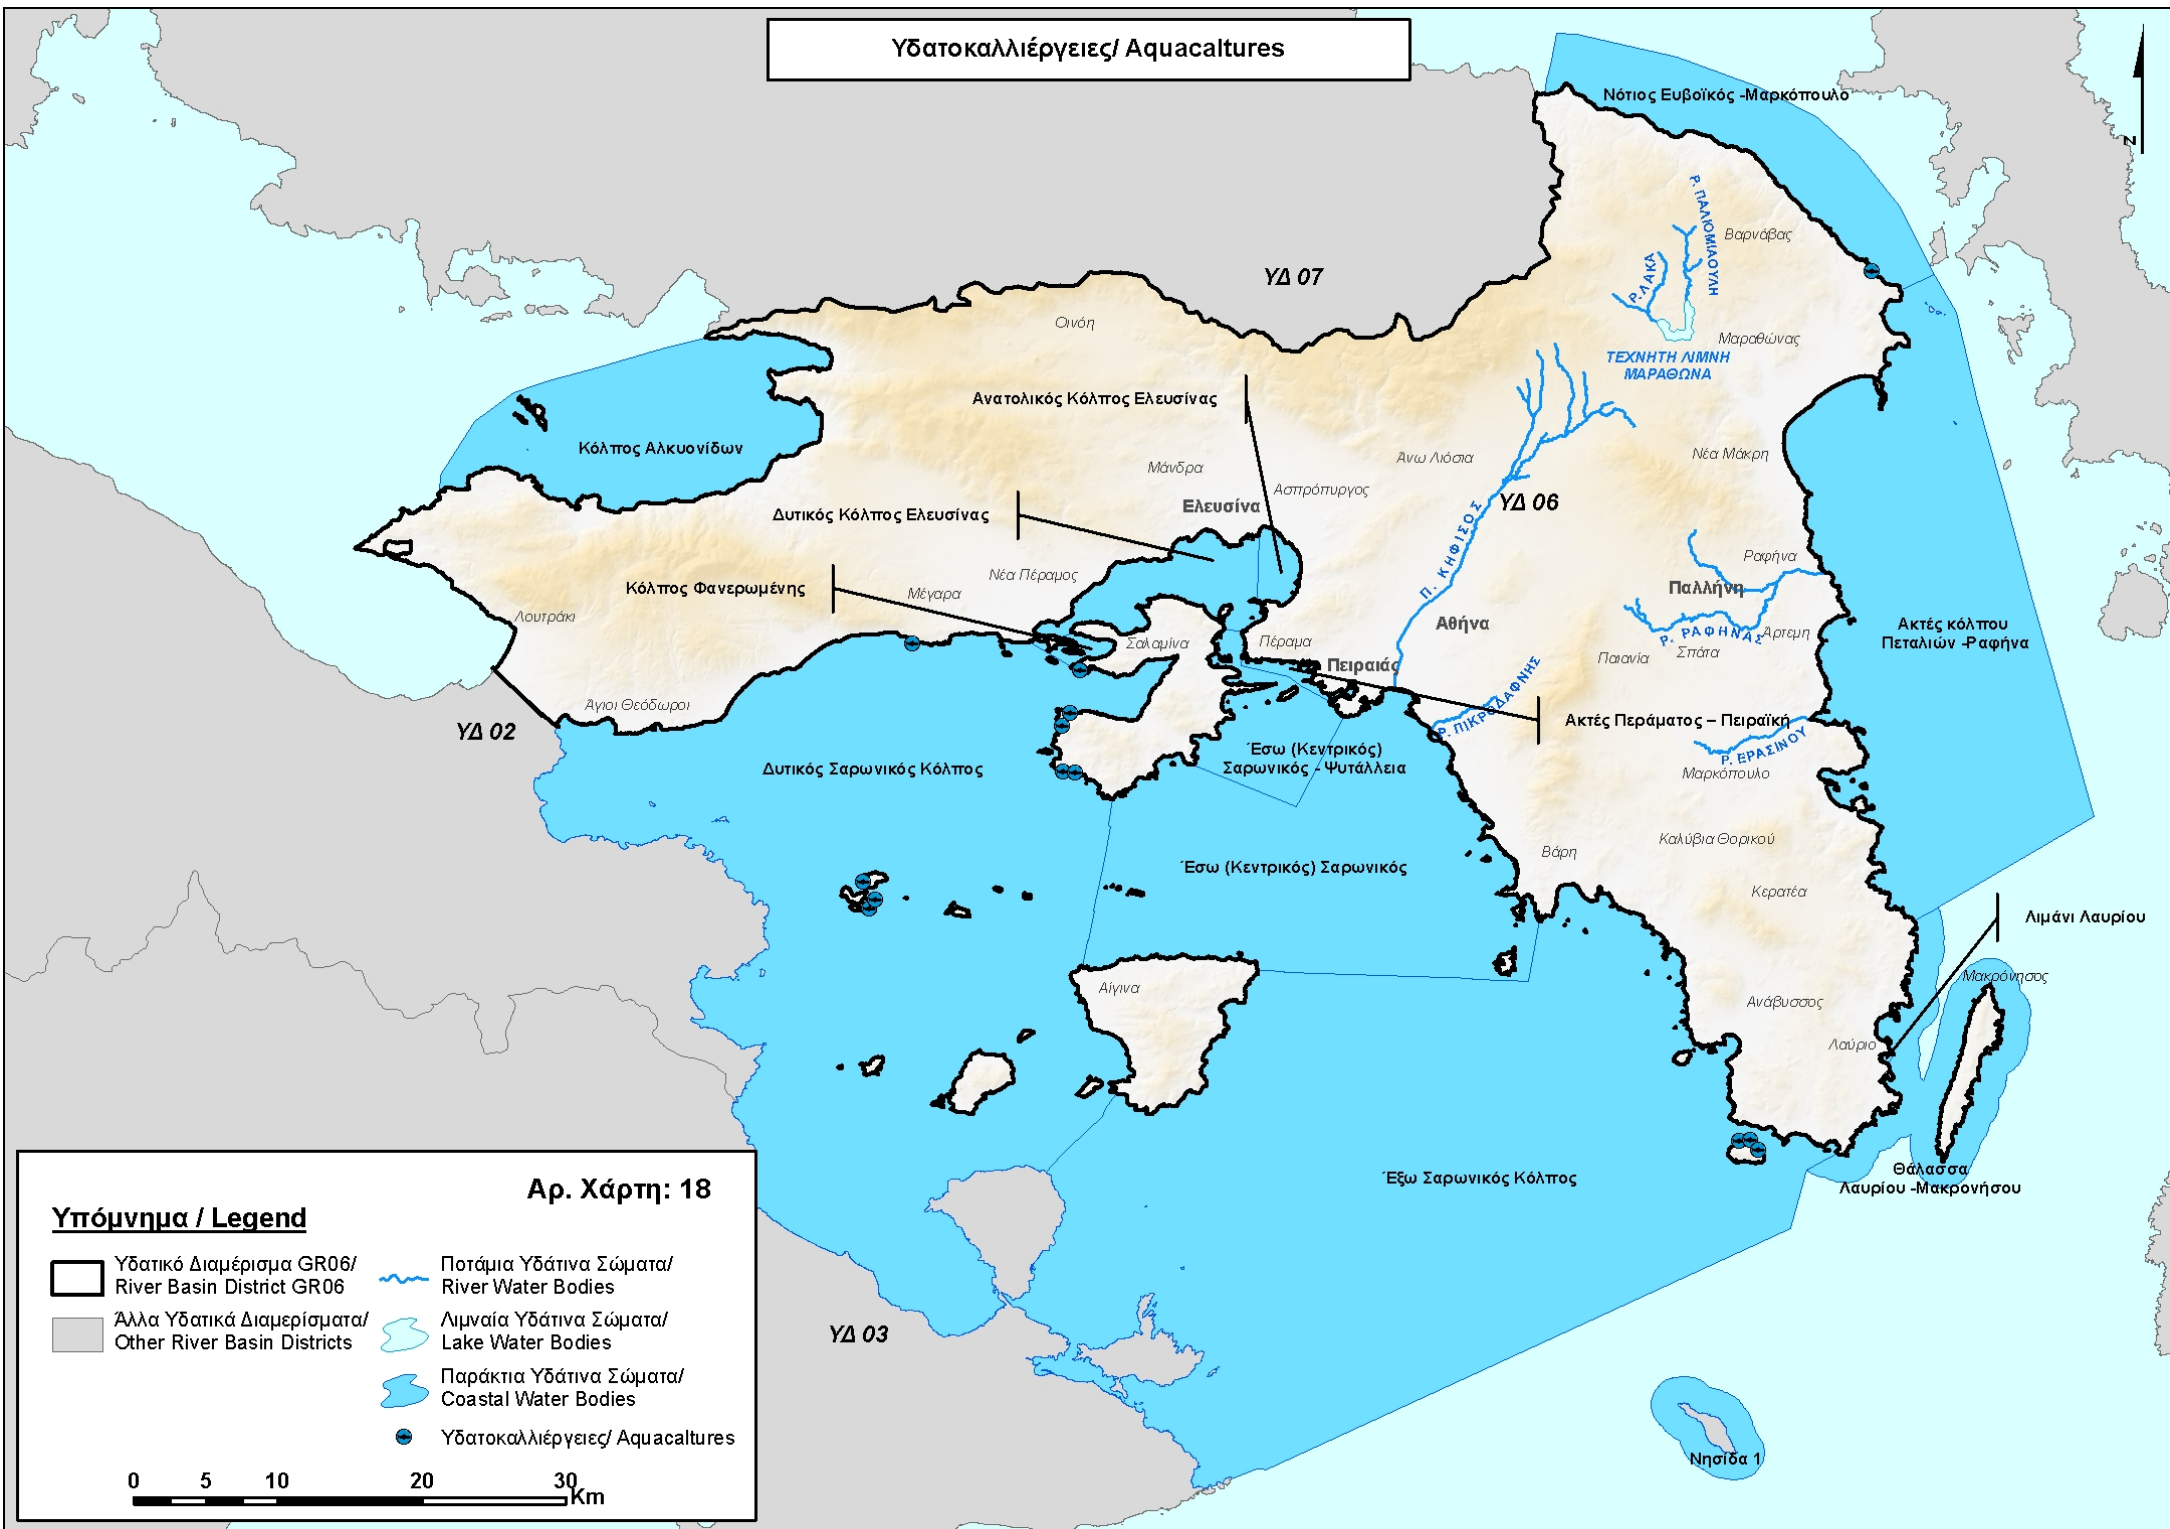 Υδατοκαλλιέργειες/ Aquacaltures
Νότιος Ευβοϊκός -Μαρκόπουλο
Z
Ρ. ΠΑΛΙΟΜΙΑΟΥΛΗ
Βαρνάβας
Ρ.ΛΑΚΑ
ΥΔ 07
Οινόη
Μαραθώνας
ΤΕΧΝΗΤΗ ΛΙΜΝΗ
ΜΑΡΑΘΩΝΑ
Ανατολικός Κόλπος Ελευσίνας
Κόλπος Αλκυονίδων
Μάνδρα
Άνω Λιόσια
Νέα Μάκρη
Ασπρόπυργος
ΥΔ 06
Ελευσίνα
Δυτικός Κόλπος Ελευσίνας
Π. ΚΗΦΙΣΟΣ
Ραφήνα
Νέα Πέραμος
Παλλήνη
Κόλπος Φανερωμένης
Μέγαρα
Λουτράκι
Αθήνα
Ακτές κόλπου
Πεταλιών -Ραφήνα
Σαλαμίνα
Πέραμα
Ρ. ΡΑΦΗΝΑΣ
Άρτεμη
Σπάτα
Παιανία
Πειραιάς
Ρ. ΠΙΚΡΟΔΑΦΝΗΣ
Άγιοι Θεόδωροι
Ακτές Περάματος – Πειραϊκή
ΥΔ 02
Ρ. ΕΡΑΣΙΝΟΥ
Έσω (Κεντρικός)
Σαρωνικός - Ψυτάλλεια
Δυτικός Σαρωνικός Κόλπος
Μαρκόπουλο
Καλύβια Θορικού
Βάρη
Έσω (Κεντρικός) Σαρωνικός
Κερατέα
Λιμάνι Λαυρίου
Μακρόνησος
Αίγινα
Ανάβυσσος
Λαύριο
Έξω Σαρωνικός Κόλπος
Θάλασσα
Λαυρίου -Μακρονήσου
ΥΔ 03
Νησίδα 1
Αρ. Χάρτη: 18
Υπόμνημα / Legend
Υδατικό Διαμέρισμα GR06/
River Basin District GR06
Άλλα Υδατικά Διαμερίσματα/
Other River Basin Districts
Ποτάμια Υδάτινα Σώματα/
River Water Bodies
Λιμναία Υδάτινα Σώματα/
Lake Water Bodies
Παράκτια Υδάτινα Σώματα/
Coastal Water Bodies
Υδατοκαλλιέργειες/ Aquacaltures
0 5 10 20 30
Km